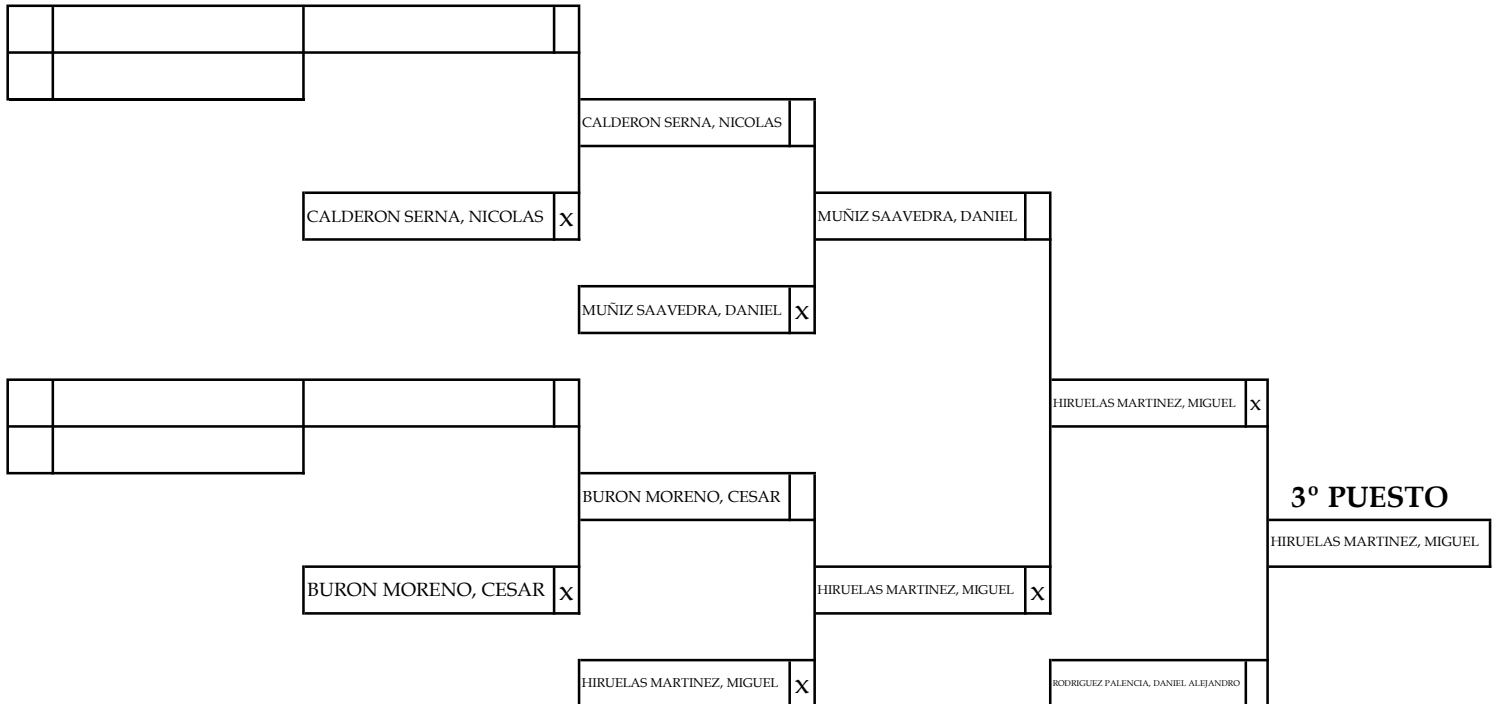 CALDERON SERNA, NICOLAS
CALDERON SERNA, NICOLAS x
MUÑIZ SAAVEDRA, DANIEL
MUÑIZ SAAVEDRA, DANIEL x
HIRUELAS MARTINEZ, MIGUEL x
BURON MORENO, CESAR
3º PUESTO
HIRUELAS MARTINEZ, MIGUEL
BURON MORENO, CESAR x
HIRUELAS MARTINEZ, MIGUEL x
HIRUELAS MARTINEZ, MIGUEL x
RODRIGUEZ PALENCIA, DANIEL ALEJANDRO